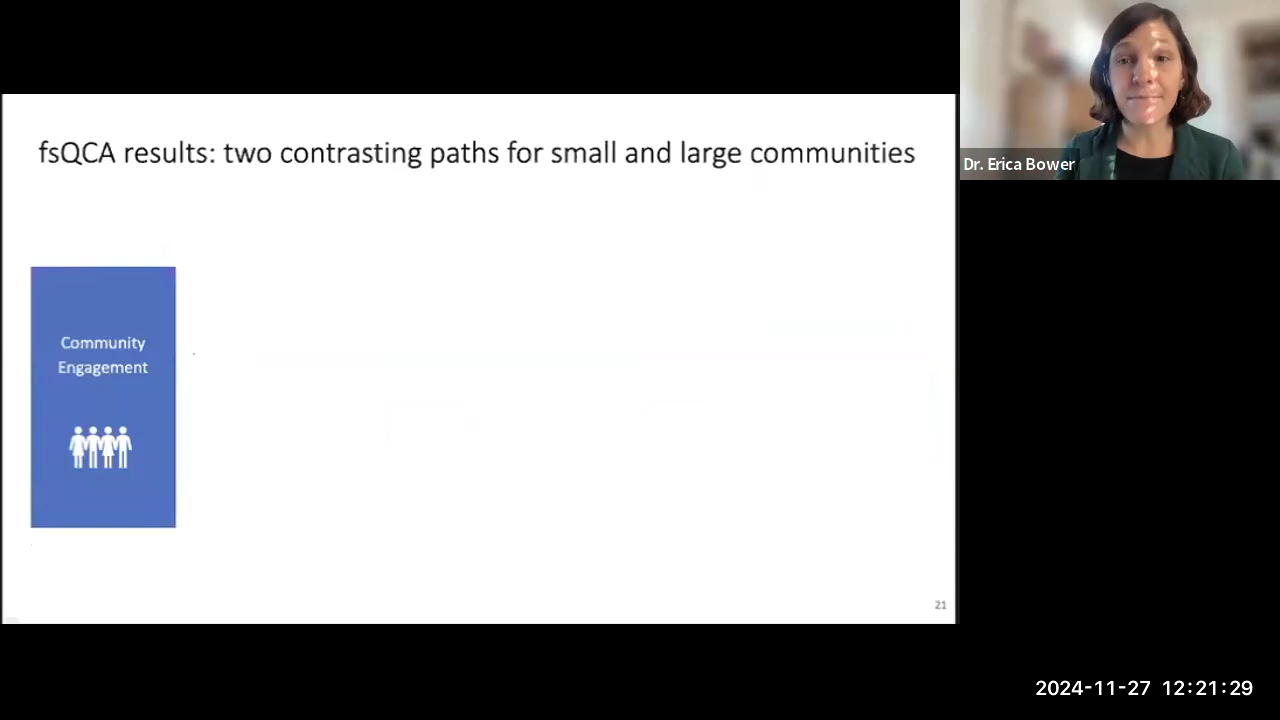 fsQCA results: two contrasting paths for small and large communities
Dr. Erica Bower
Community
Engagement
21
2024-11-27 12:21:29